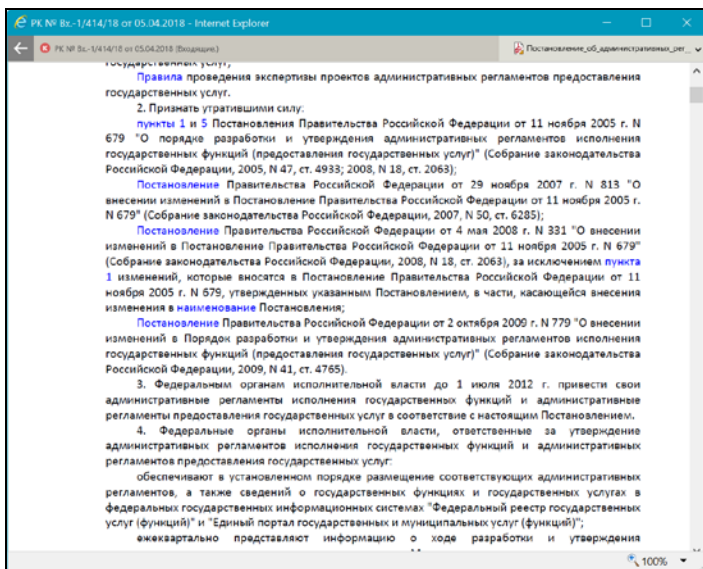 РК № Вх.-1/414/18 от 05.04.2018 - Internet Explorer
РК № Вх.-1/414/18 от 05.04.2018 (Входящие)
Постановление_об_административных_рег_
государственных услуг;
Правила проведения экспертизы проектов административных регламентов предоставления
государственных услуг.
2. Признать утратившими силу:
пункты 1 и 5 Постановления Правительства Российской Федерации от 11 ноября 2005 г. N
679 "О порядке разработки и утверждения административных регламентов исполнения
государственных функций (предоставления государственных услуг)" (Собрание законодательства
Российской Федерации, 2005, N 47, ст. 4933; 2008, N 18, ст. 2063);
Постановление Правительства Российской Федерации от 29 ноября 2007 г. N 813 "О
внесении изменений в Постановление Правительства Российской Федерации от 11 ноября 2005 г.
N 679" (Собрание законодательства Российской Федерации, 2007, N 50, ст. 6285);
Постановление Правительства Российской Федерации от 4 мая 2008 г. N 331 "О внесении
изменений в Постановление Правительства Российской Федерации от 11 ноября 2005 г. N 679"
(Собрание законодательства Российской Федерации, 2008, N 18, ст. 2063), за исключением пункта
1 изменений, которые вносятся в Постановление Правительства Российской Федерации от 11
ноября 2005 г. N 679, утвержденных указанным Постановлением, в части, касающейся внесения
изменения в наименование Постановления;
Постановление Правительства Российской Федерации от 2 октября 2009 г. N 779 "О внесении
изменений в Порядок разработки и утверждения административных регламентов исполнения
государственных функций (предоставления государственных услуг)" (Собрание законодательства
Российской Федерации, 2009, N 41, ст. 4765).
3. Федеральным органам исполнительной власти до 1 июля 2012 г. привести свои
административные регламенты исполнения государственных функций и административные
регламенты предоставления государственных услуг в соответствие с настоящим Постановлением.
4. Федеральные органы исполнительной власти, ответственные за утверждение
административных регламентов исполнения государственных функций и административных
регламентов предоставления государственных услуг:
обеспечивают в установленном порядке размещение соответствующих административных
регламентов, а также сведений о государственных функциях и государственных услугах в
федеральных государственных информационных системах "Федеральный реестр государственных
услуг (функций)" и "Единый портал государственных и муниципальных услуг (функций)";
ежеквартально представляют информацию о ходе разработки и утверждения
100%